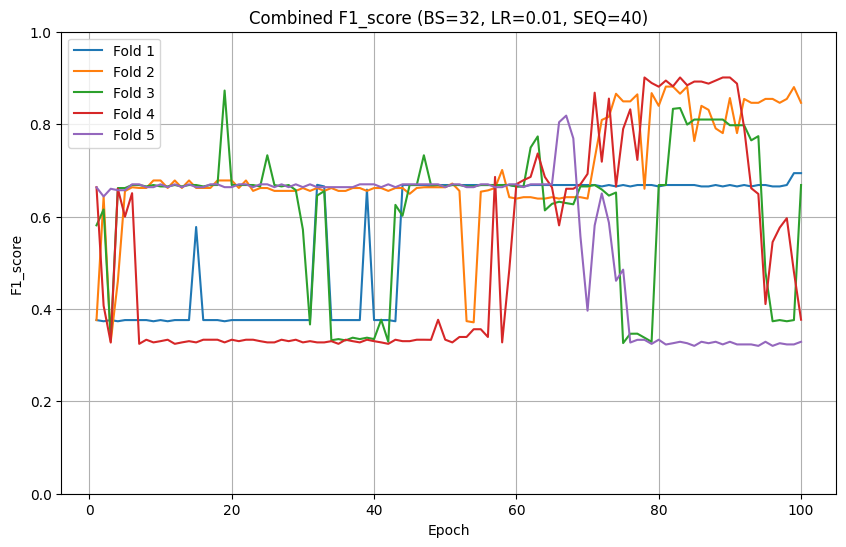 Combined F1_score (BS=32, LR=0.01, SEQ=40)
Fold 1
Fold 2
Fold 3
Fold 4
Fold 5
1.0
0.8
0.6
0.4
0.2
0.0
F1_score
0 20 40 60 80 100
Epoch